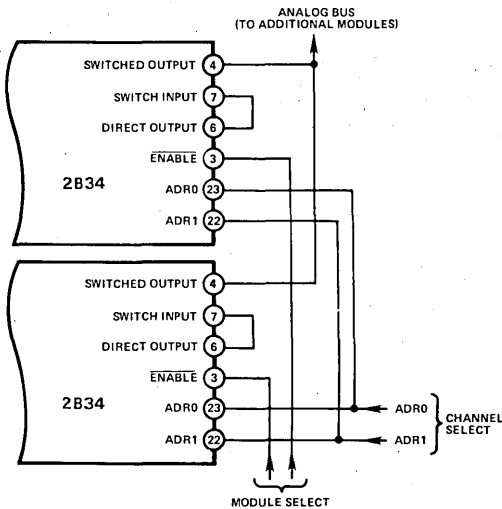 ANALOG BUS
(TO ADDITIONAL MODULES)
SWITCHED OUTPUT 4
SWITCH INPUT 7
DIRECT OUTPUT 6
ENABLE 3
2B34
ADR0 23
ADR1 22
SWITCHED OUTPUT 4
SWITCH INPUT 7
DIRECT OUTPUT 6
ENABLE 3
2B34
ADR0 23
ADR1 22
ADR0
ADR1
CHANNEL
SELECT
MODULE SELECT